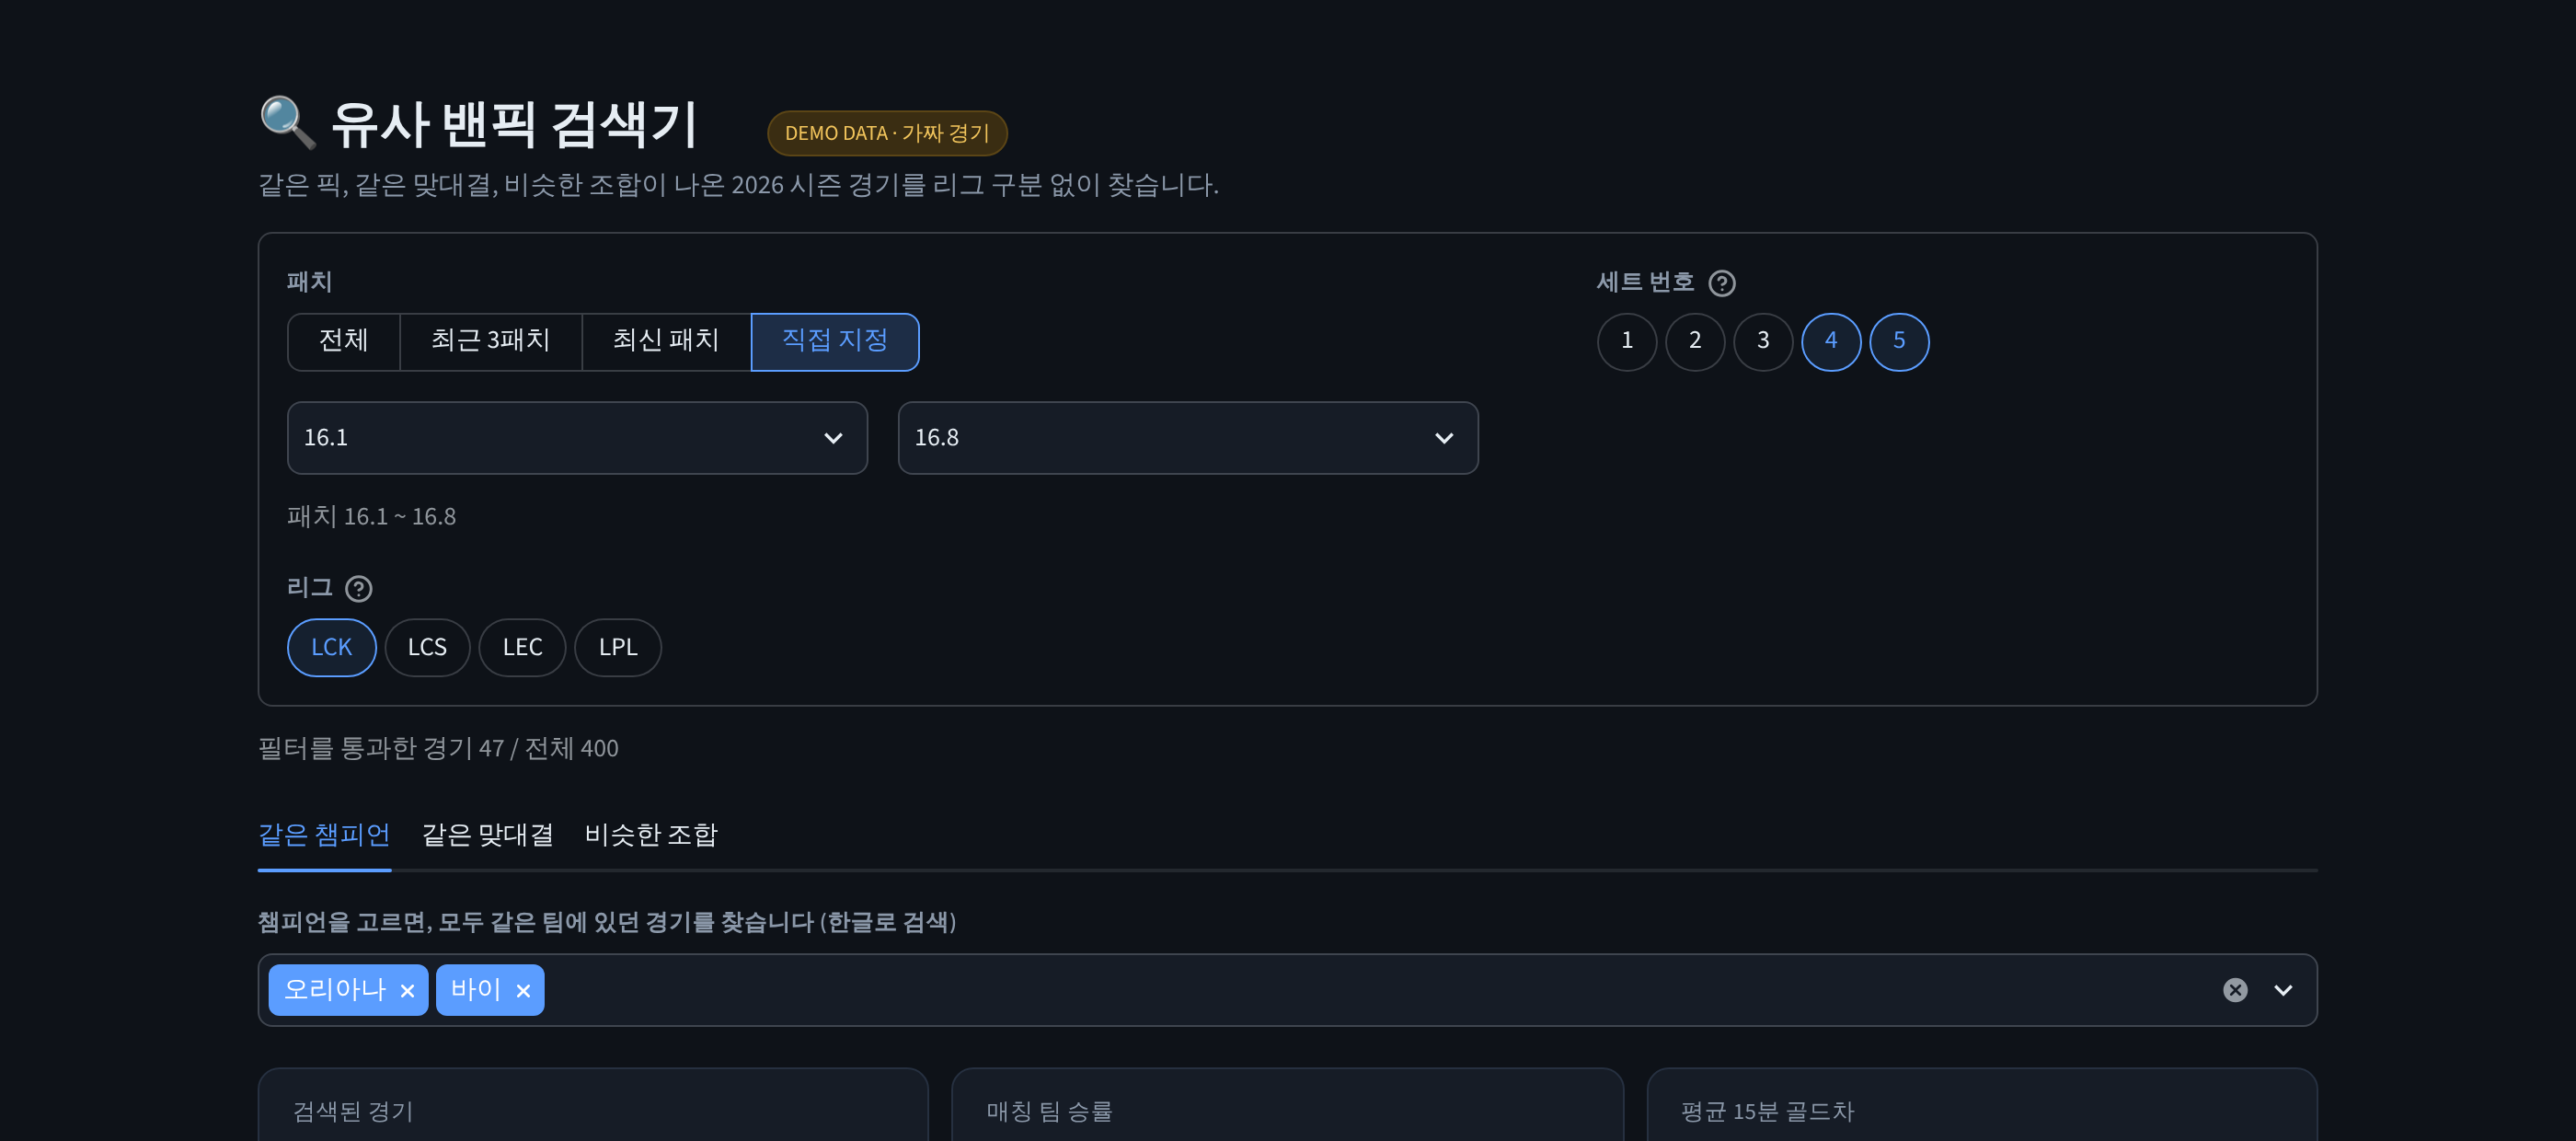 유사 밴픽 검색기
DEMO DATA · 가짜 경기
같은 픽, 같은 맞대결, 비슷한 조합이 나온 2026 시즌 경기를 리그 구분 없이 찾습니다.
패치
전체 최근 3패치 최신 패치 직접 지정
16.1 16.8
패치 16.1 ~ 16.8
세트 번호
1 2 3 4 5
리그
LCK LCS LEC LPL
필터를 통과한 경기 47 / 전체 400
같은 챔피언 같은 맞대결 비슷한 조합
챔피언을 고르면, 모두 같은 팀에 있던 경기를 찾습니다 (한글로 검색)
오리아나 바이
검색된 경기 매칭 팀 승률 평균 15분 골드차